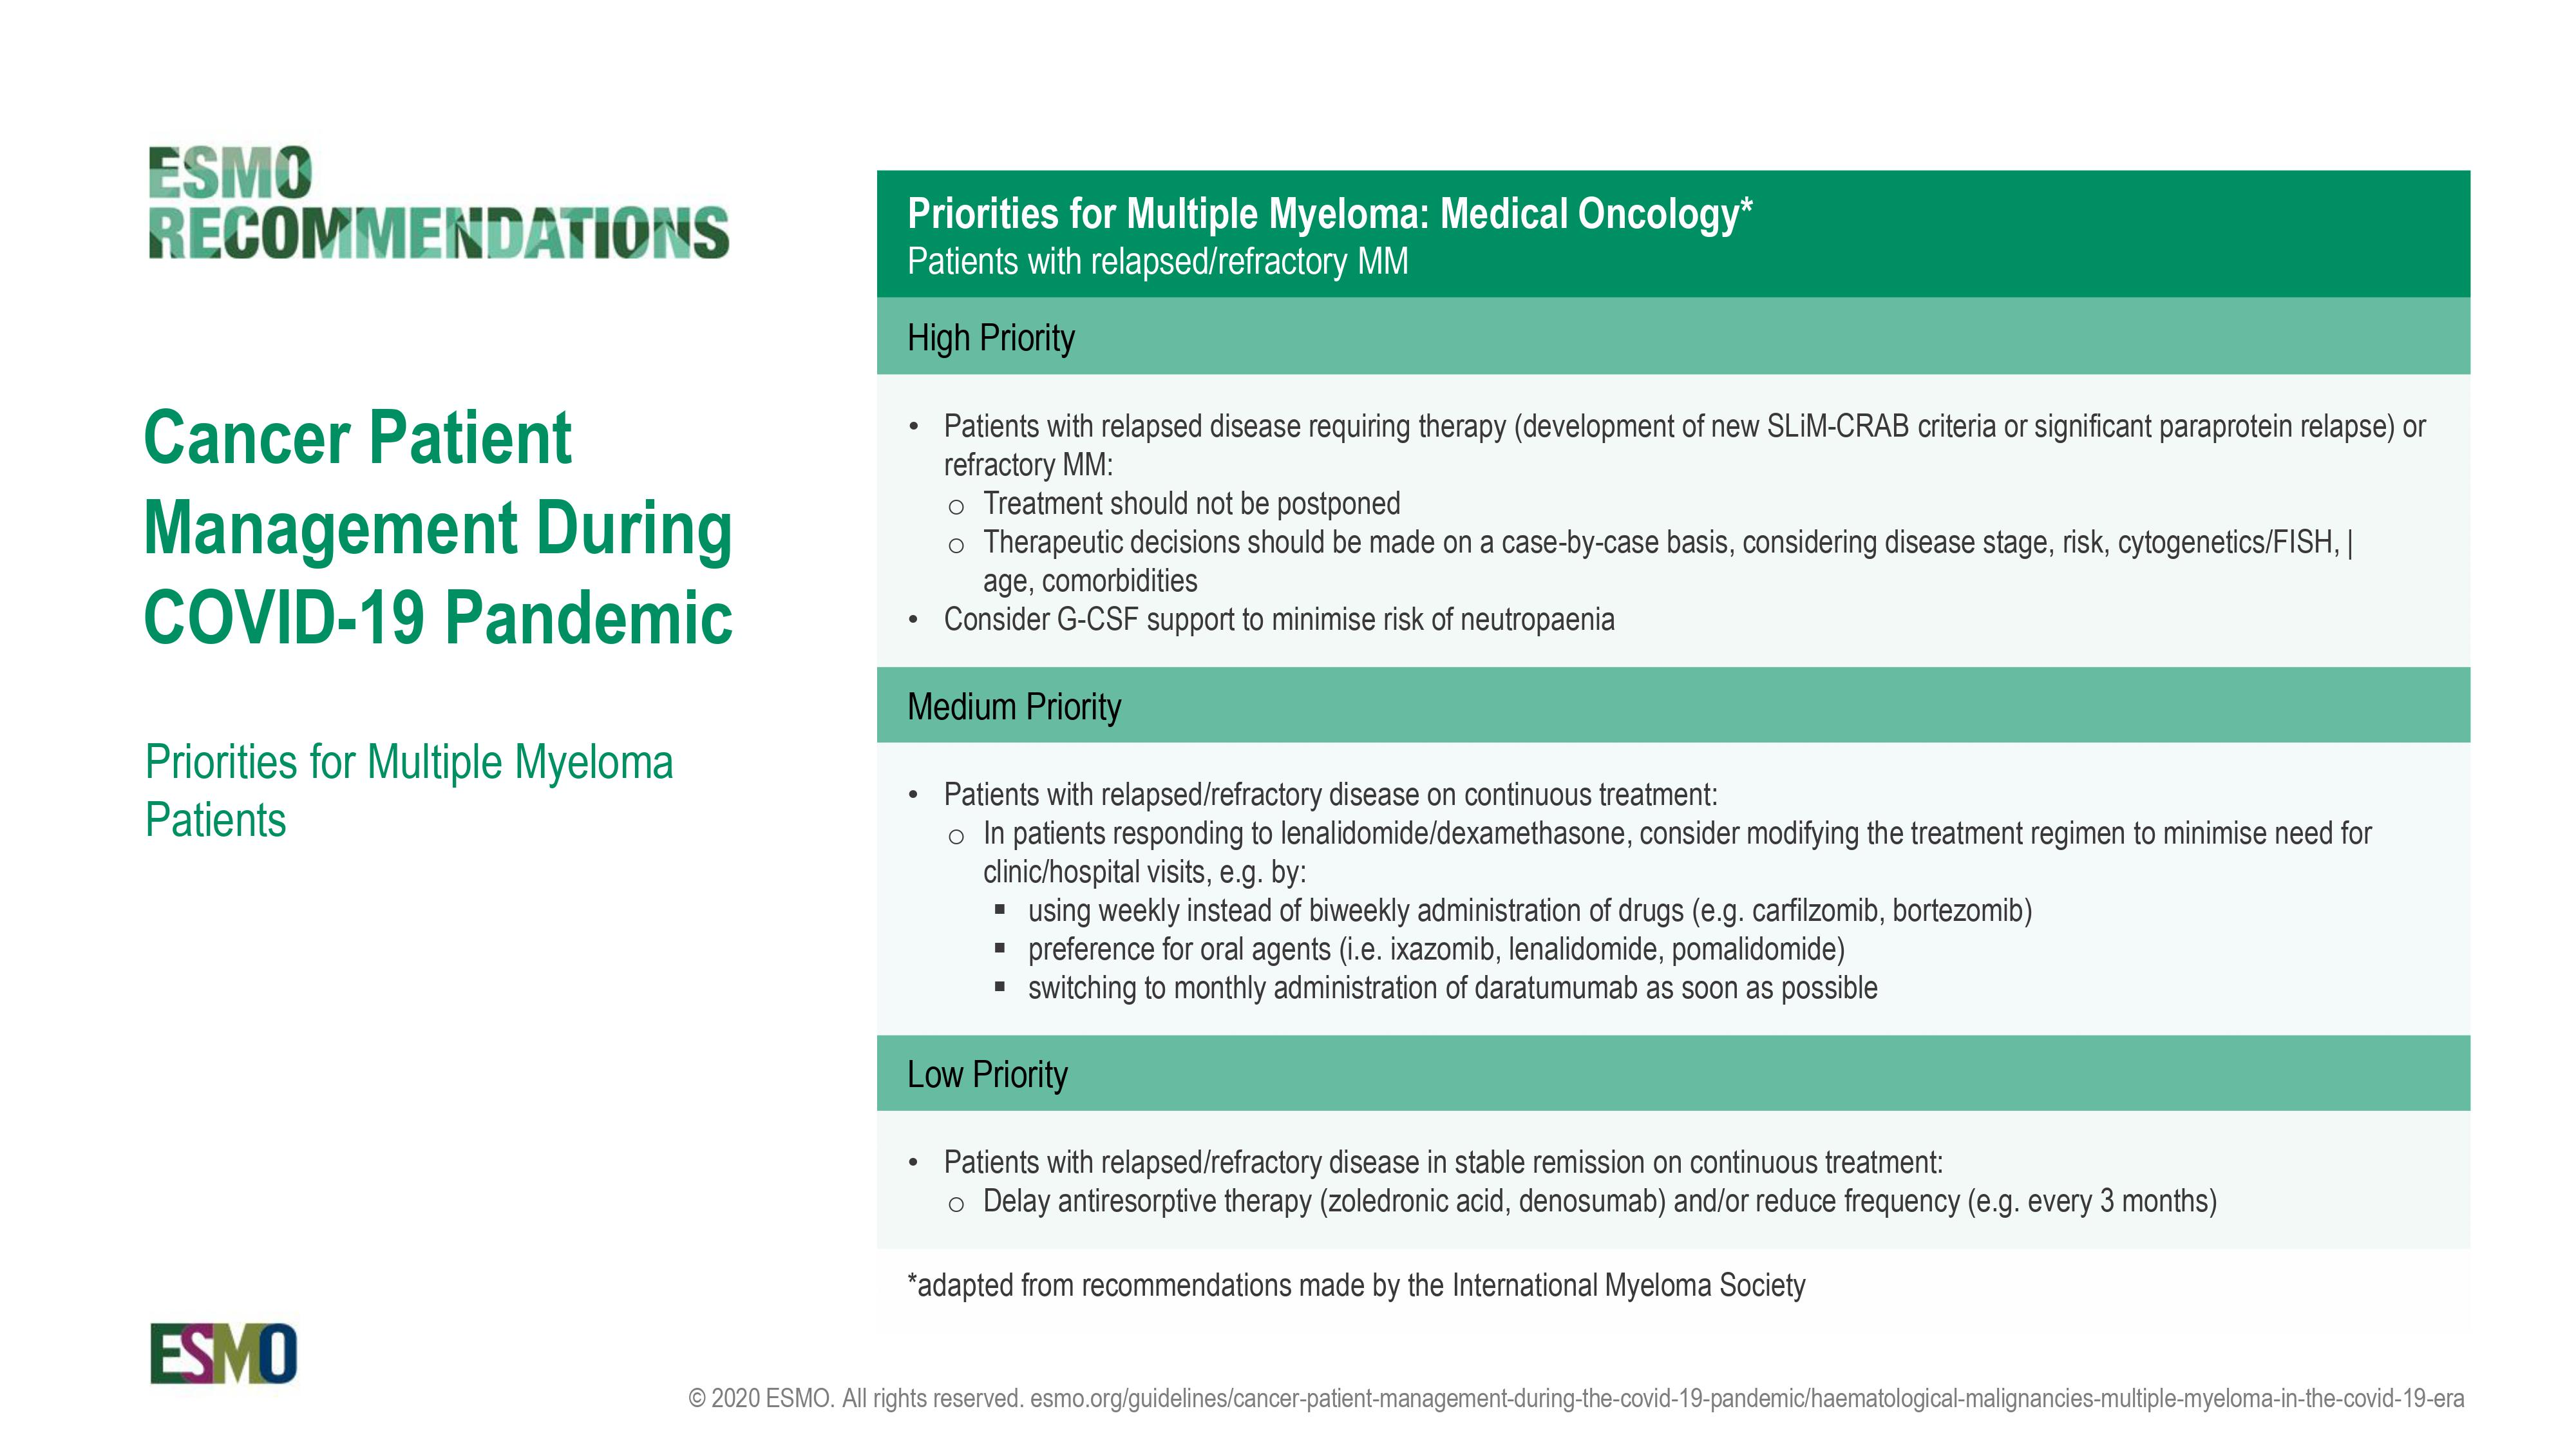 ESMO
RECOMMENDATIONS
Cancer Patient
Management During
COVID-19 Pandemic
Priorities for Multiple Myeloma
Patients
Priorities for Multiple Myeloma: Medical Oncology*
Patients with relapsed/refractory MM
High Priority
• Patients with relapsed disease requiring therapy (development of new SLiM-CRAB criteria or significant paraprotein relapse) or
refractory MM:
o Treatment should not be postponed
o Therapeutic decisions should be made on a case-by-case basis, considering disease stage, risk, cytogenetics/FISH, |
age, comorbidities
• Consider G-CSF support to minimise risk of neutropaenia
Medium Priority
• Patients with relapsed/refractory disease on continuous treatment:
o In patients responding to lenalidomide/dexamethasone, consider modifying the treatment regimen to minimise need for
clinic/hospital visits, e.g. by:
▪ using weekly instead of biweekly administration of drugs (e.g. carfilzomib, bortezomib)
▪ preference for oral agents (i.e. ixazomib, lenalidomide, pomalidomide)
▪ switching to monthly administration of daratumumab as soon as possible
Low Priority
• Patients with relapsed/refractory disease in stable remission on continuous treatment:
o Delay antiresorptive therapy (zoledronic acid, denosumab) and/or reduce frequency (e.g. every 3 months)
*adapted from recommendations made by the International Myeloma Society
ESMO
© 2020 ESMO. All rights reserved. esmo.org/guidelines/cancer-patient-management-during-the-covid-19-pandemic/haematological-malignancies-multiple-myeloma-in-the-covid-19-era